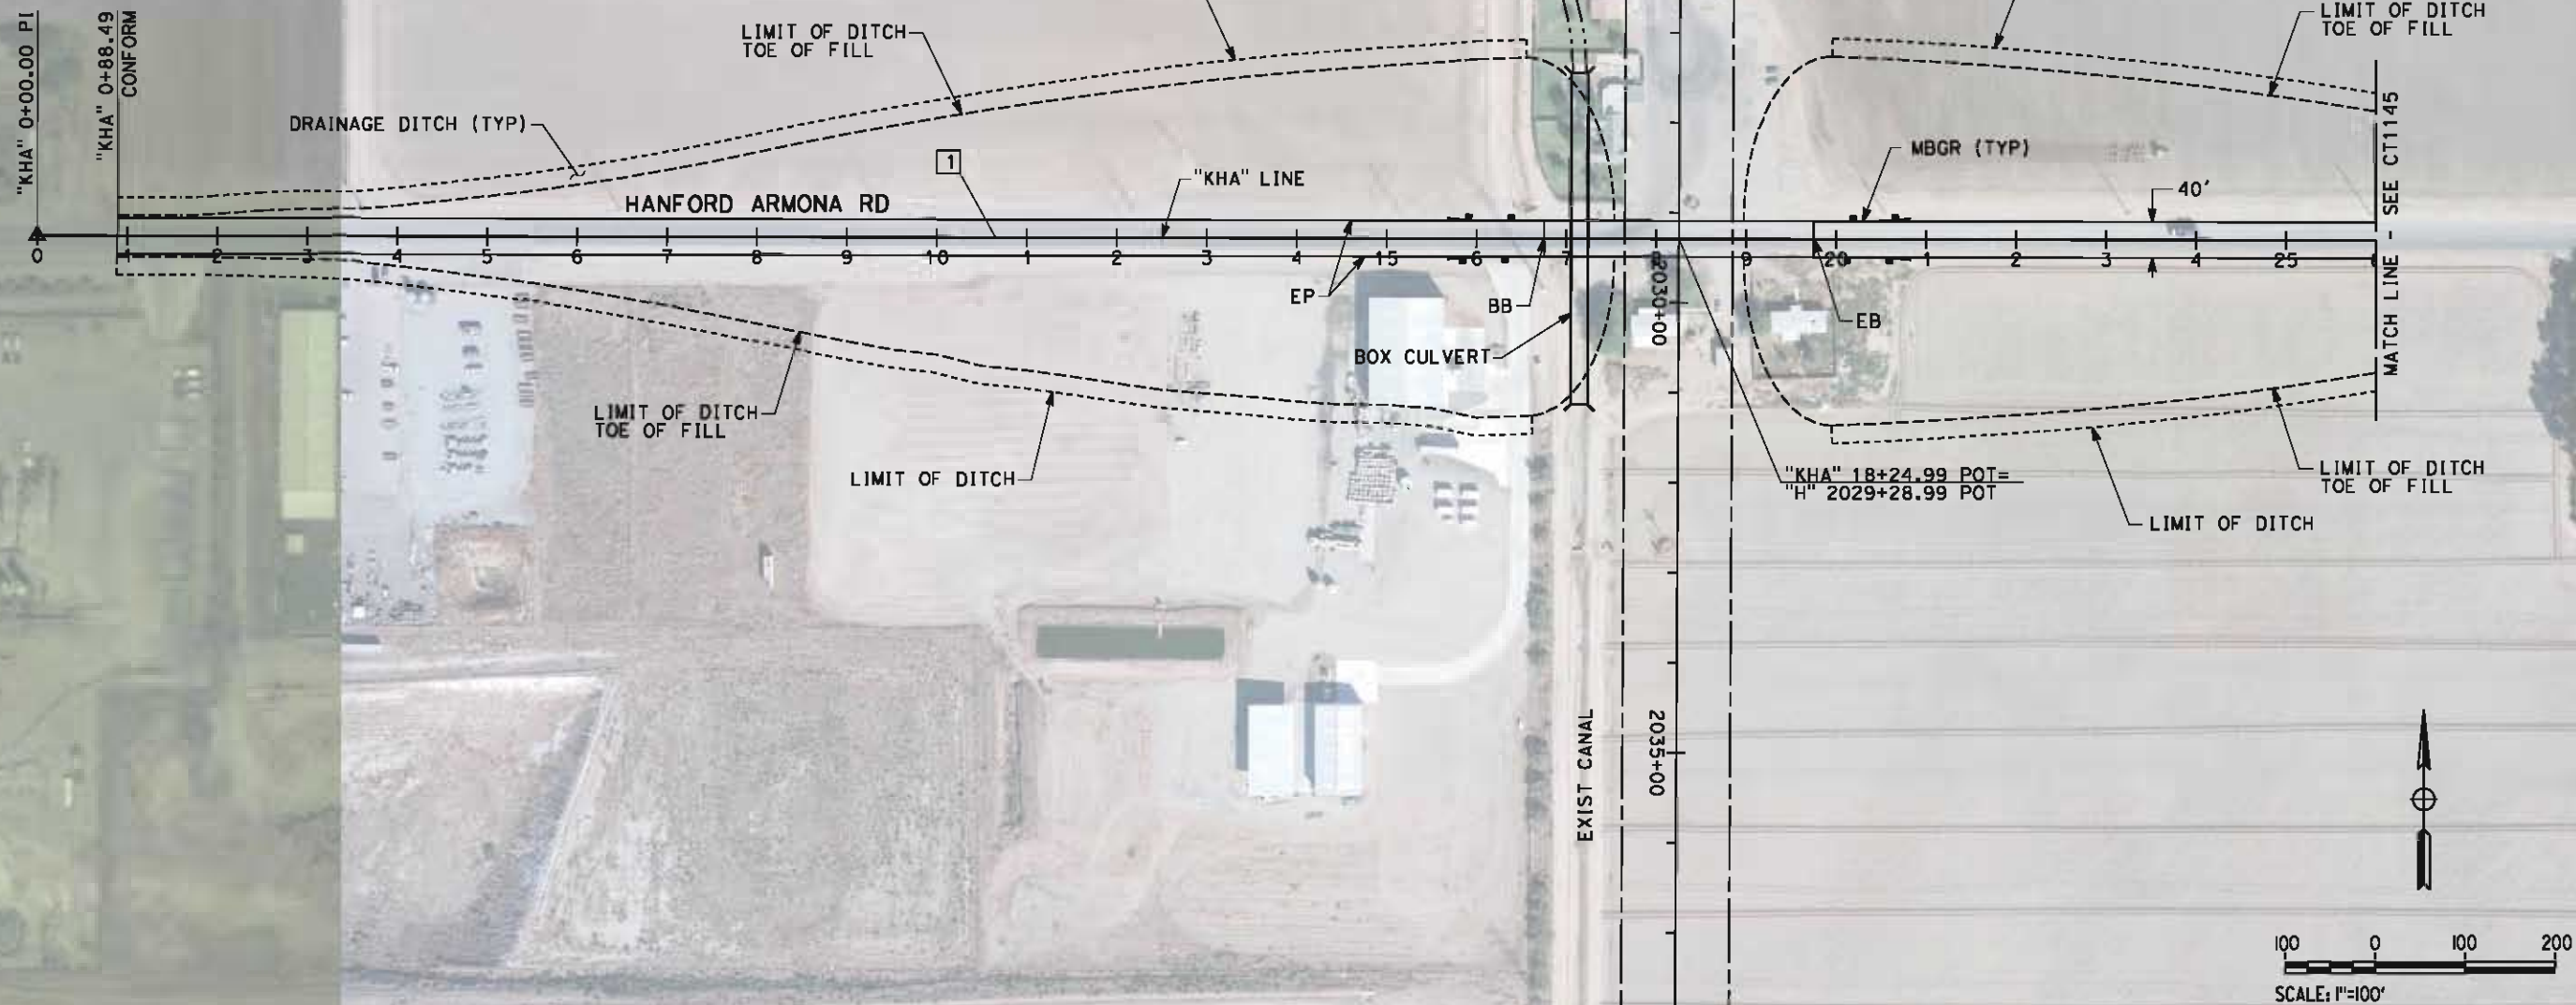 "KHA" 0+00.00 PI
"KHA" 0+88.49
CONFORM
LIMIT OF DITCH
TOE OF FILL
LIMIT OF DITCH
TOE OF FILL
DRAINAGE DITCH (TYP)
1
"KHA" LINE
HANFORD ARMONA RD
MBGR (TYP)
40'
MATCH LINE - SEE CT1145
0 1 2 3 4 5 6 7 8 9 10 1 2 3 4 15 6 7 9 20 1 2 3 4 25
EP
BB
EB
2030+00
BOX CULVERT
LIMIT OF DITCH
TOE OF FILL
LIMIT OF DITCH
"KHA" 18+24.99 POT=
"H" 2029+28.99 POT
LIMIT OF DITCH
TOE OF FILL
LIMIT OF DITCH
EXIST CANAL
2035+00
100 0 100 200
SCALE: 1"=100'